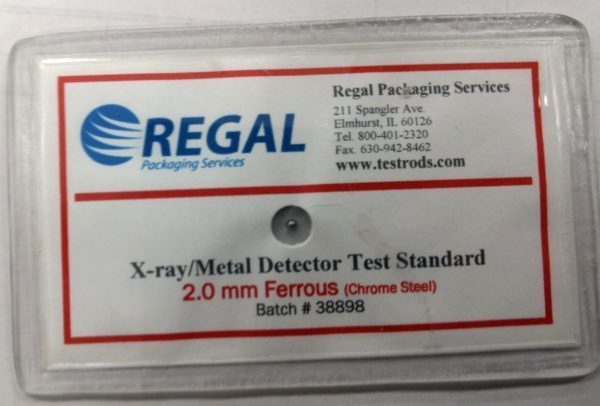 REGAL
Packaging Services
Regal Packaging Services
211 Spangler Ave.
Elmhurst, IL 60126
Tel. 800-401-2320
Fax. 630-942-8462
www.testrods.com
X-ray/Metal Detector Test Standard
2.0 mm Ferrous (Chrome Steel)
Batch # 38898